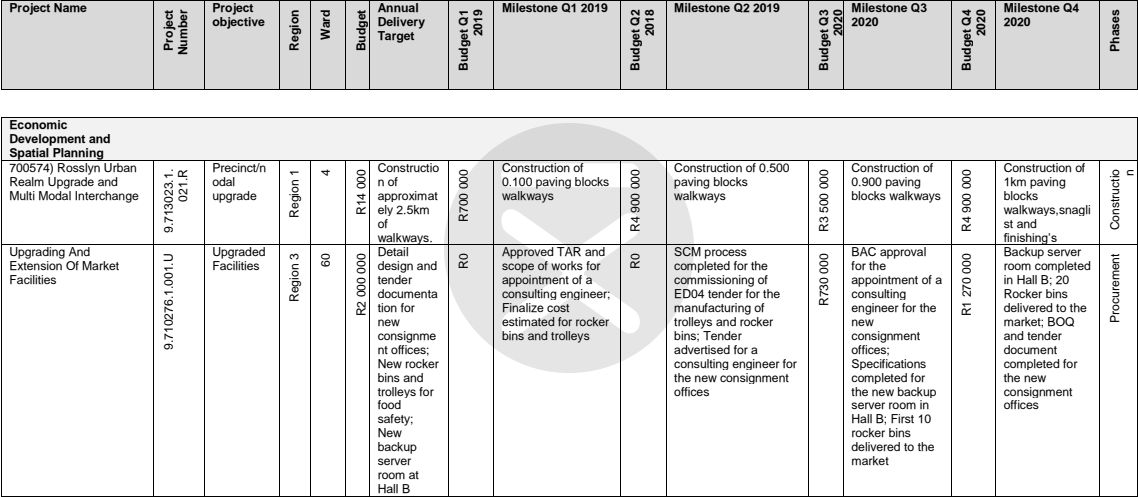 Project Name
Project
Number
Project
objective
Region
Ward
Budget
Annual
Delivery
Target
Budget Q1
2019
Milestone Q1 2019
Budget Q2
2018
Milestone Q2 2019
Budget Q3
2020
Milestone Q3
2020
Budget Q4
2020
Milestone Q4
2020
Phases
Economic
Development and
Spatial Planning
700574) Rosslyn Urban
Realm Upgrade and
Multi Modal Interchange
9.713023.1.
021.R
Precinct/n
odal
upgrade
Region 1
4
R14 000
Constructio
n of
approximat
ely 2.5km
of
walkways.
R700 000
Construction of
0.100 paving blocks
walkways
R4 900 000
Construction of 0.500
paving blocks
walkways
R3 500 000
Construction of
0.900 paving
blocks walkways
R4 900 000
Construction of
1km paving
blocks
walkways,snagli
st and
finishing's
Constructio
n
Upgrading And
Extension Of Market
Facilities
9.710276.1.001.U
Upgraded
Facilities
Region 3
60
R2 000 000
Detail
design and
tender
documenta
tion for
new
consignme
nt offices;
New rocker
bins and
trolleys for
food
safety;
New
backup
server
room at
Hall B
R0
Approved TAR and
scope of works for
appointment of a
consulting engineer;
Finalize cost
estimated for rocker
bins and trolleys
R0
SCM process
completed for the
commissioning of
ED04 tender for the
manufacturing of
trolleys and rocker
bins; Tender
advertised for a
consulting engineer for
the new consignment
offices
R730 000
BAC approval
for the
appointment of a
consulting
engineer for the
new
consignment
offices;
Specifications
completed for
the new backup
server room in
Hall B; First 10
rocker bins
delivered to the
market
R1 270 000
Backup server
room completed
in Hall B; 20
Rocker bins
delivered to the
market; BOQ
and tender
document
completed for
the new
consignment
offices
Procurement